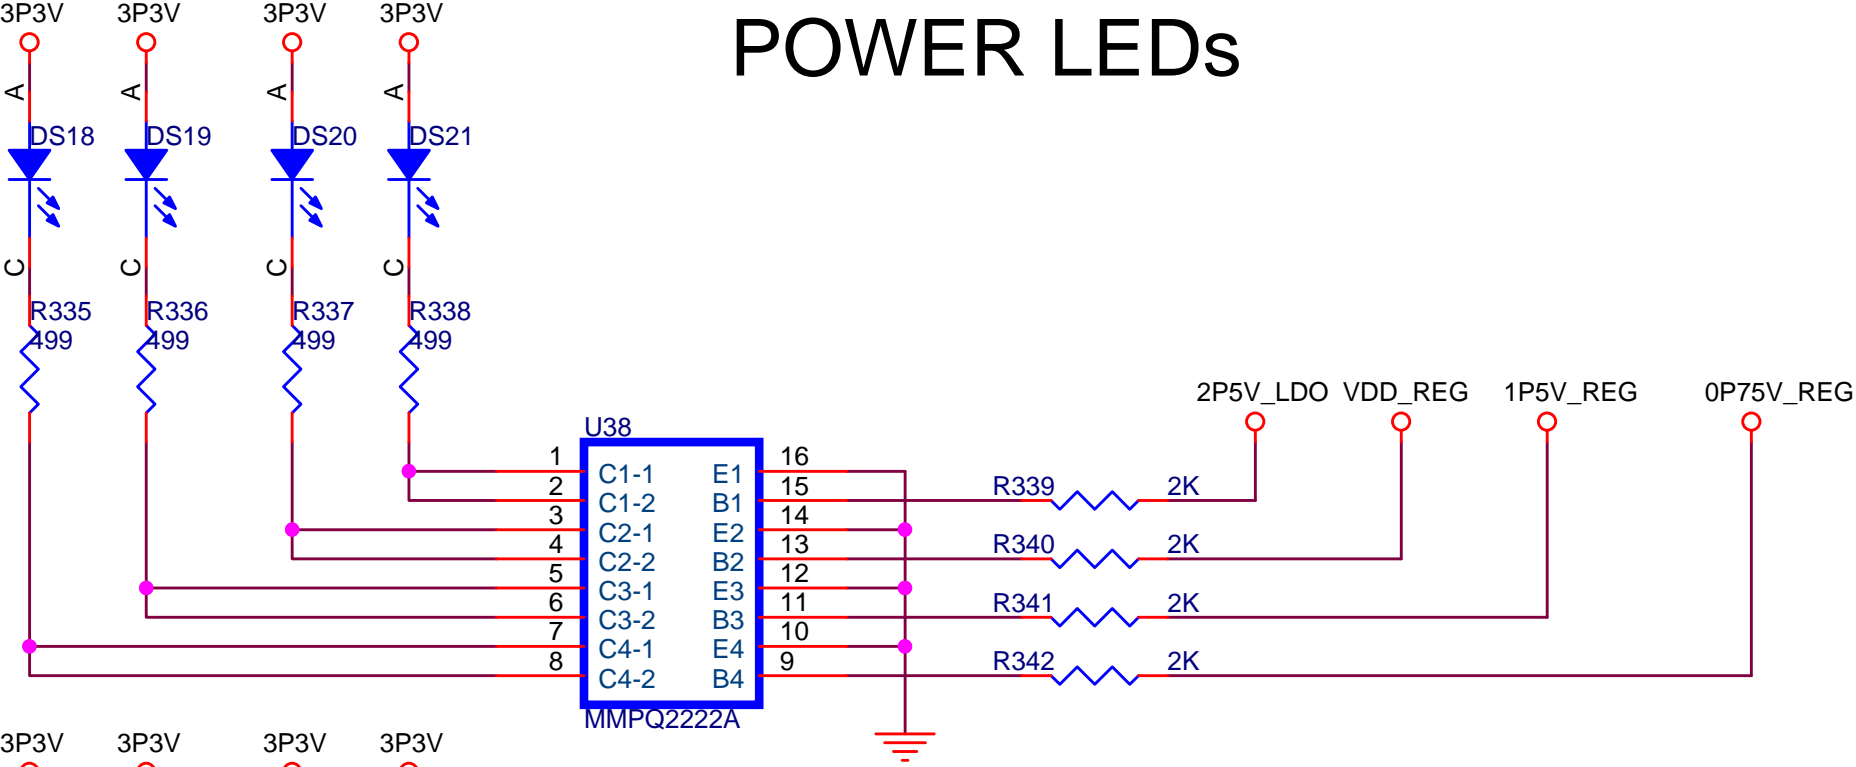 3P3V 3P3V 3P3V 3P3V
POWER LEDs
A A A A
DS18 DS19 DS20 DS21
C C C C
R335 R336 R337 R338
499 499 499 499
2P5V_LDO VDD_REG 1P5V_REG 0P75V_REG
U38
1 C1-1 E1 16
2 C1-2 B1 15 R339 2K
3 C2-1 E2 14
4 C2-2 B2 13 R340 2K
5 C3-1 E3 12
6 C3-2 B3 11 R341 2K
7 C4-1 E4 10
8 C4-2 B4 9 R342 2K
MMPQ2222A
3P3V 3P3V 3P3V 3P3V